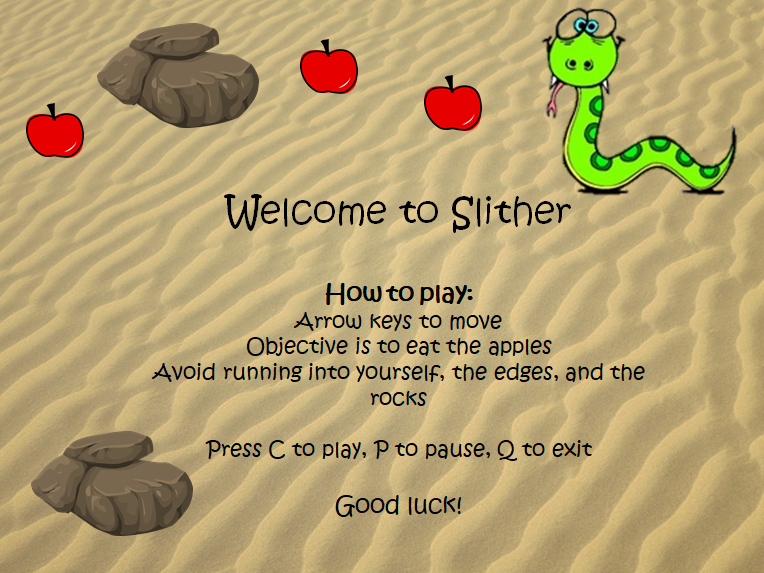 Welcome to Slither
How to play:
Arrow keys to move
Objective is to eat the apples
Avoid running into yourself, the edges, and the
rocks
Press C to play, P to pause, Q to exit
Good luck!